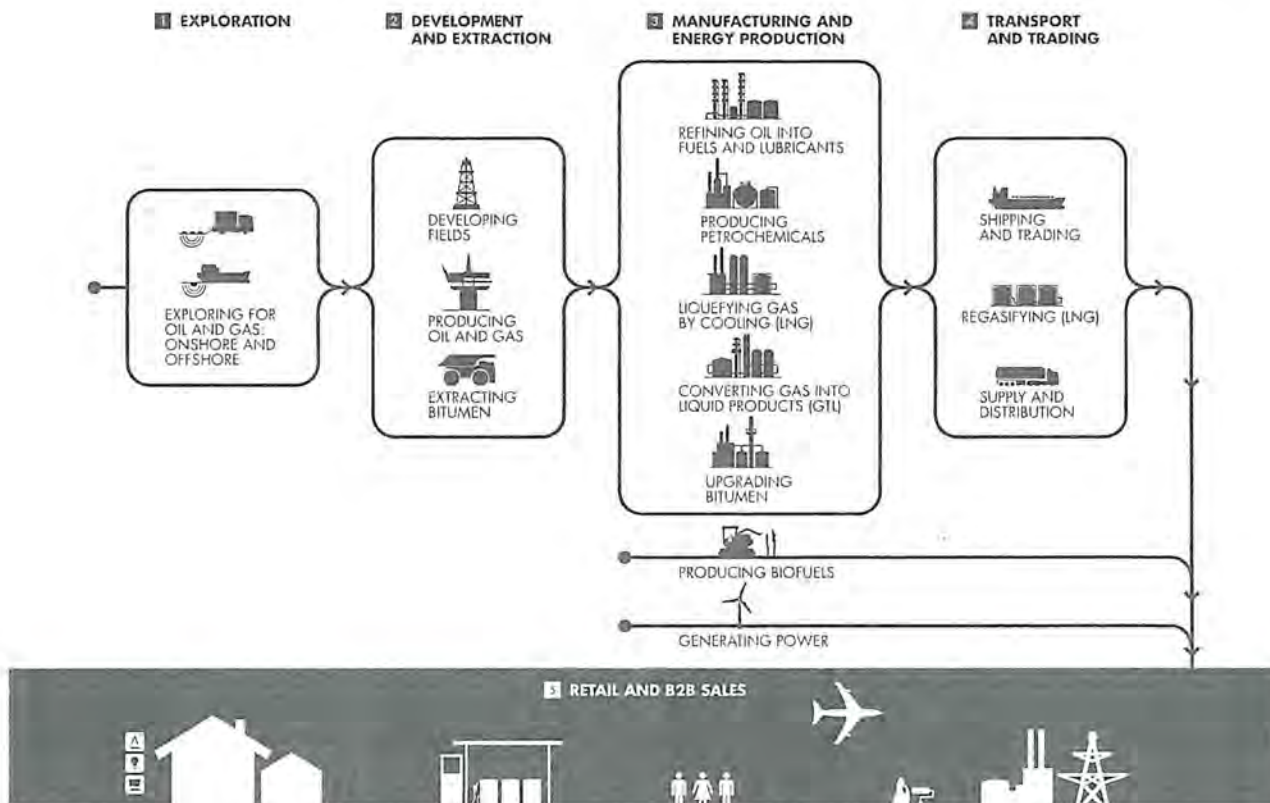 1 EXPLORATION
EXPLORING FOR
OIL AND GAS:
ONSHORE AND
OFFSHORE
2 DEVELOPMENT
AND EXTRACTION
DEVELOPING
FIELDS
PRODUCING
OIL AND GAS
EXTRACTING
BITUMEN
3 MANUFACTURING AND
ENERGY PRODUCTION
REFINING OIL INTO
FUELS AND LUBRICANTS
PRODUCING
PETROCHEMICALS
LIQUEFYING GAS
BY COOLING (LNG)
CONVERTING GAS INTO
LIQUID PRODUCTS (GTL)
UPGRADING
BITUMEN
PRODUCING BIOFUELS
GENERATING POWER
4 TRANSPORT
AND TRADING
SHIPPING
AND TRADING
REGASIFYING (LNG)
SUPPLY AND
DISTRIBUTION
5 RETAIL AND B2B SALES